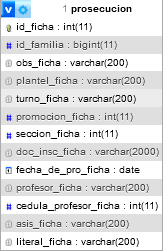 1 prosecucion
id_ficha : int(11)
id_familia : bigint(11)
obs_ficha : varchar(200)
plantel_ficha : varchar(200)
turno_ficha : varchar(200)
promocion_ficha : int(11)
seccion_ficha : int(11)
doc_insc_ficha : varchar(2000)
fecha_de_pro_ficha : date
profesor_ficha : varchar(200)
cedula_profesor_ficha : int(11)
asis_ficha : varchar(200)
literal_ficha : varchar(200)